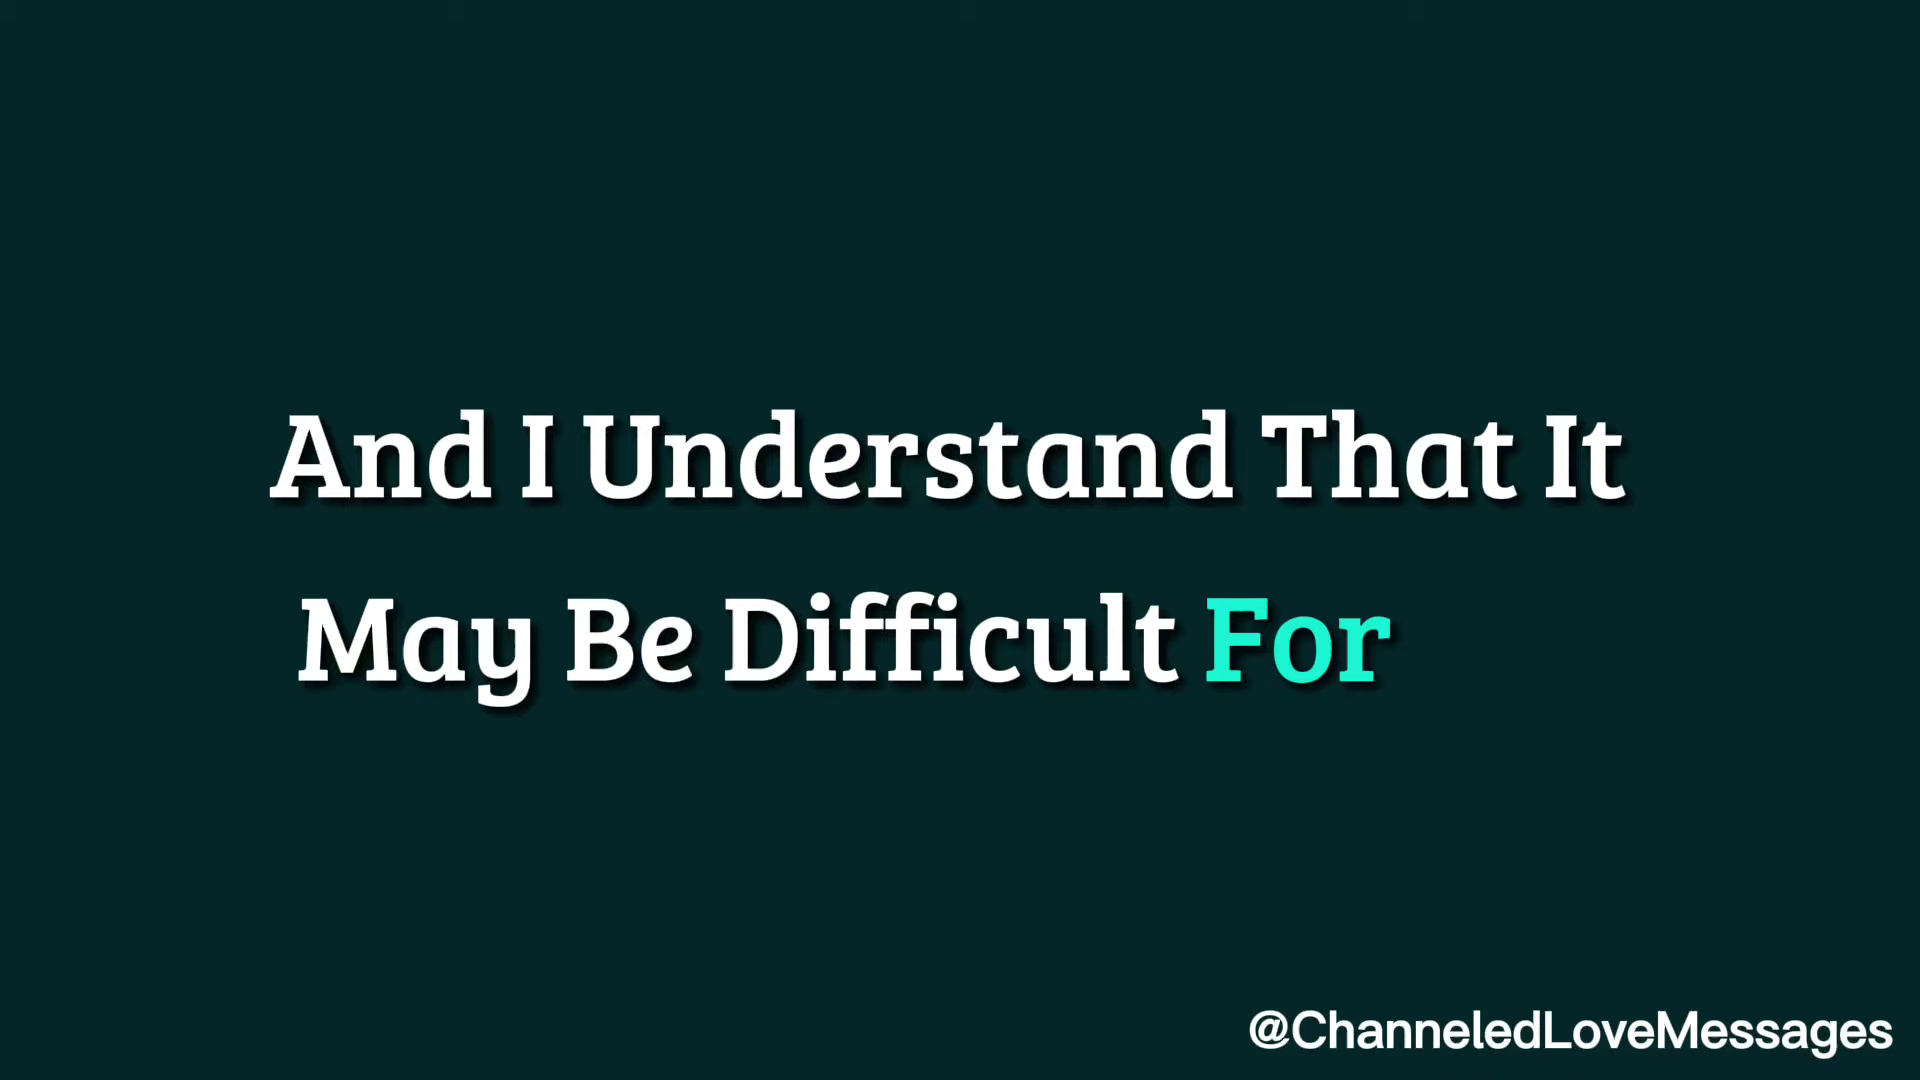 And I Understand That It
May Be Difficult For
@ChanneledLoveMessages